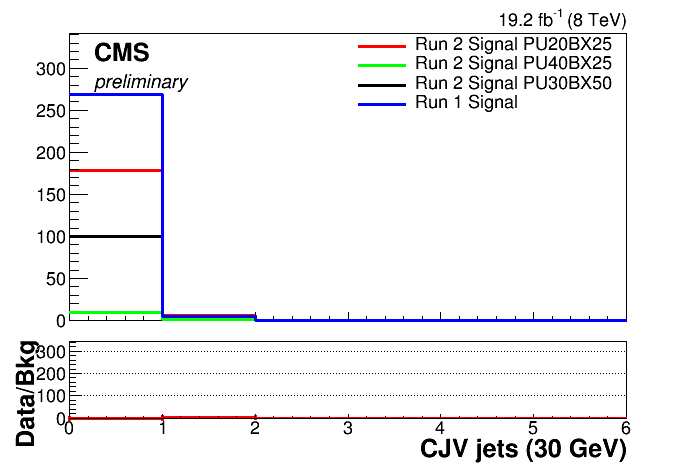 19.2 fb⁻¹ (8 TeV)
CMS
preliminary
Run 2 Signal PU20BX25
Run 2 Signal PU40BX25
Run 2 Signal PU30BX50
Run 1 Signal
300
250
200
150
100
50
0
Data/Bkg
300
200
100
0
0 1 2 3 4 5 6
CJV jets (30 GeV)